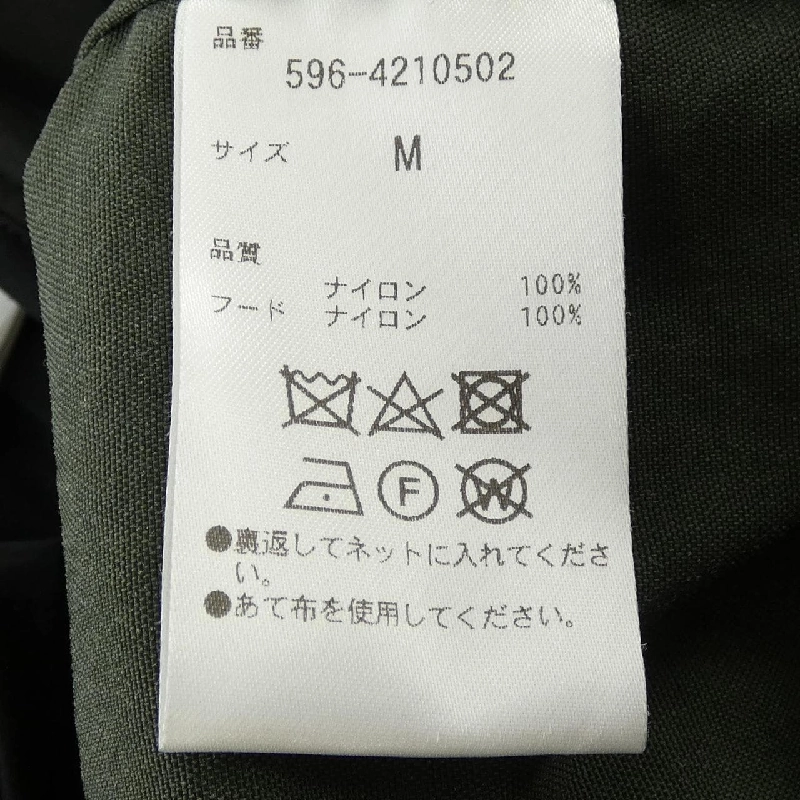 品番
596-4210502
サイズ M
品質
ナイロン 100%
フード ナイロン 100%
F W
●裏返してネットに入れてくださ
い。
●あて布を使用してください。